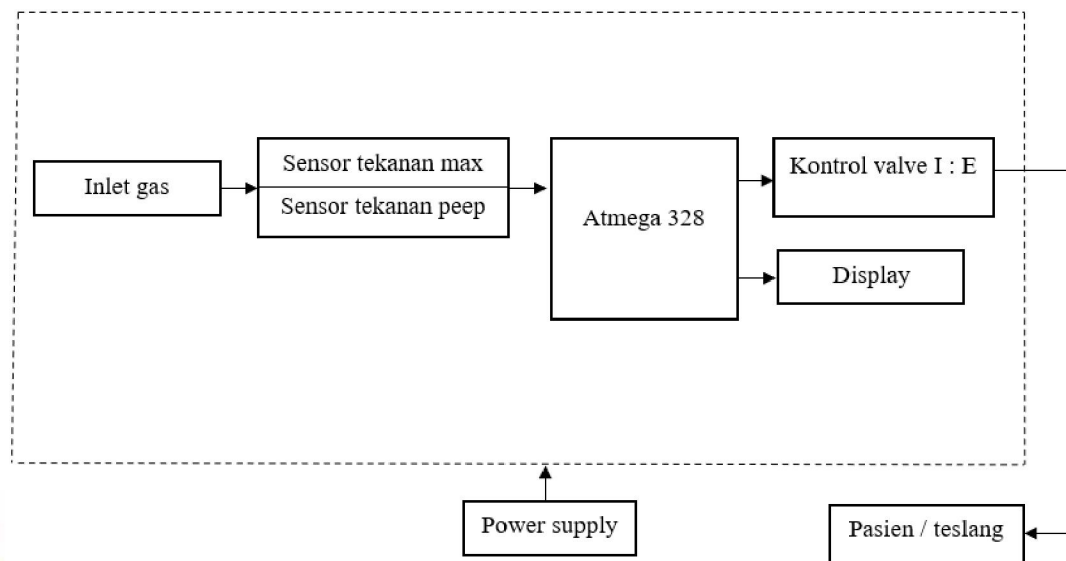 Inlet gas
Sensor tekanan max
Sensor tekanan peep
Atmega 328
Kontrol valve I : E
Display
Power supply
Pasien / teslang